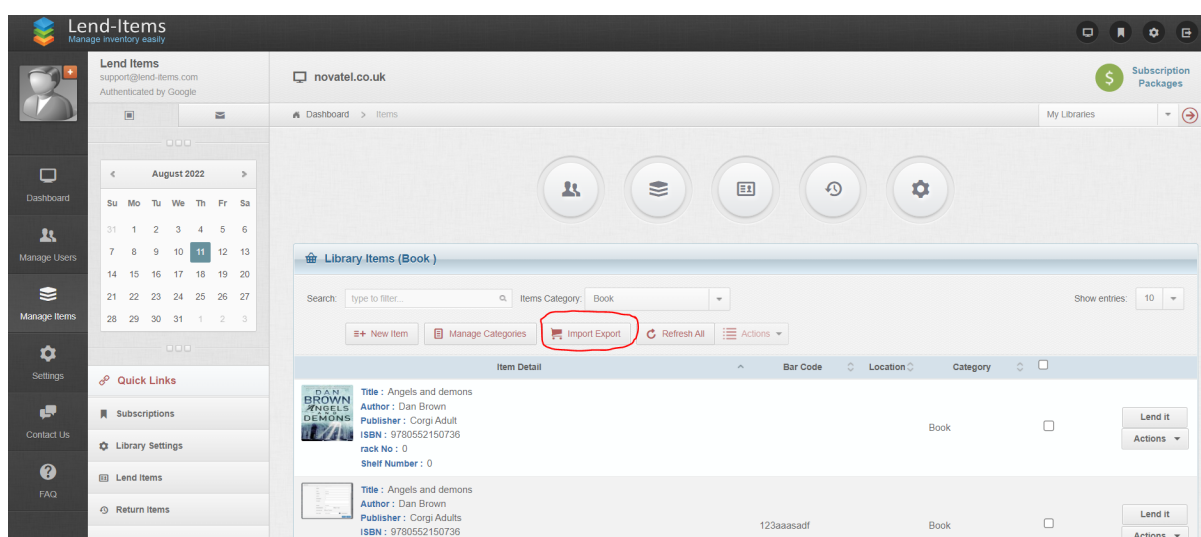 Lend-Items
Manage inventory easily
Lend Items
support@lend-items.com
Authenticated by Google
novatel.co.uk
$
Subscription
Packages
Dashboard > Items
My Libraries
Dashboard
Manage Users
Manage Items
Settings
Contact Us
FAQ
< August 2022 >
Su Mo Tu We Th Fr Sa
31 1 2 3 4 5 6
7 8 9 10 11 12 13
14 15 16 17 18 19 20
21 22 23 24 25 26 27
28 29 30 31 1 2 3
Quick Links
Subscriptions
Library Settings
Lend Items
Return Items
Library Items (Book )
Search: type to filter... Items Category: Book Show entries: 10
New Item Manage Categories Import Export Refresh All Actions
Item Detail Bar Code Location Category
DAN
BROWN
ANGELS
AND
DEMONS
Title : Angels and demons
Author : Dan Brown
Publisher : Corgi Adult
ISBN : 9780552150736
rack No : 0
Shelf Number : 0
Book
Lend it
Actions
Title : Angels and demons
Author : Dan Brown
Publisher : Corgi Adults
ISBN : 9780552150736
123aaasadf
Book
Lend it
Actions